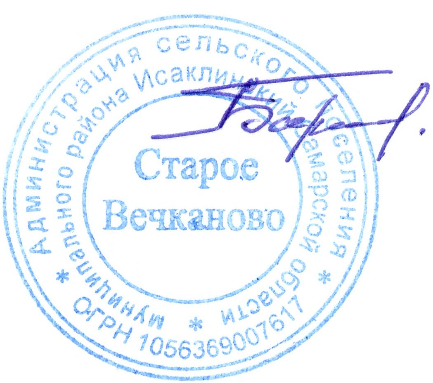 Администрация сельского поселения
муниципального района Исаклинский Самарской области
Старое
Вечканово
* ОГРН 1056369007617 *
*